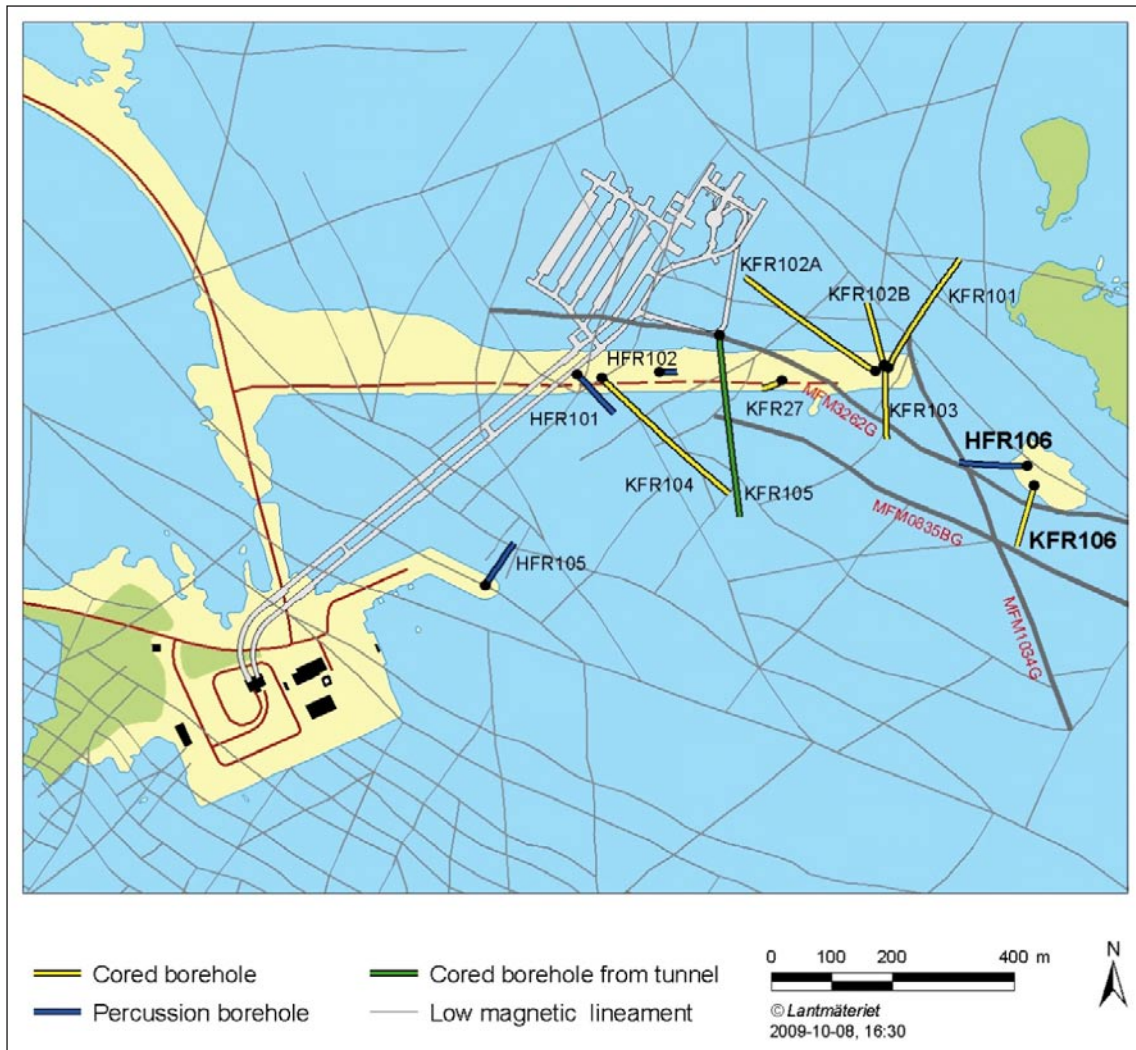 KFR102A
KFR102B
KFR101
HFR102
KFR27
MFM3262G
KFR103
HFR101
HFR106
KFR104
KFR105
MFM0835BG
KFR106
HFR105
MFM1034G
Cored borehole
Percussion borehole
Cored borehole from tunnel
Low magnetic lineament
0 100 200 400 m
© Lantmäteriet
2009-10-08, 16:30
N